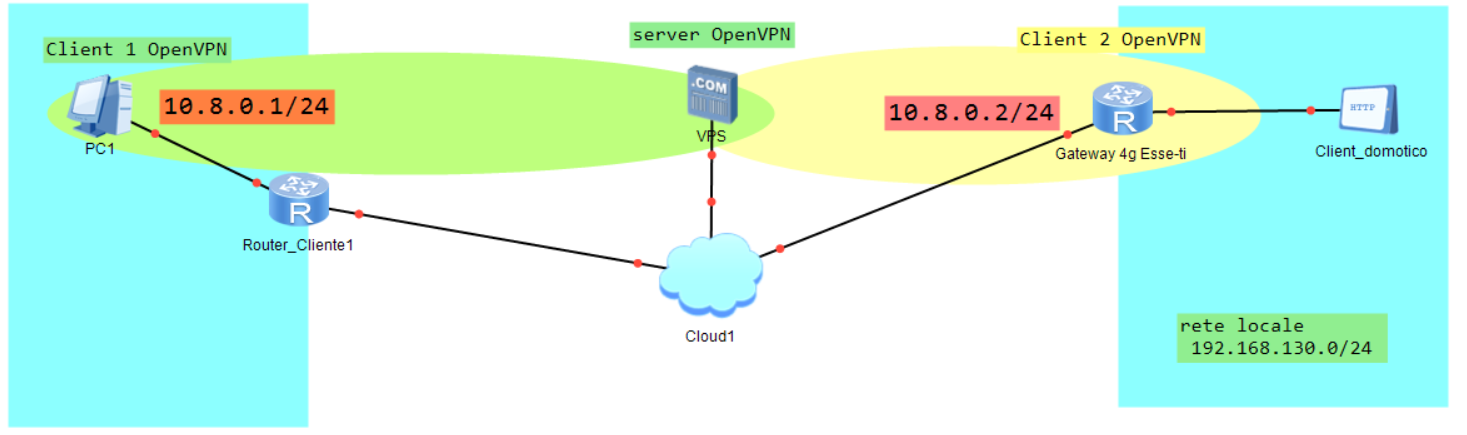 Client 1 OpenVPN
server OpenVPN
Client 2 OpenVPN
10.8.0.1/24
.COM
10.8.0.2/24
HTTP
PC1
VPS
R
Gateway 4g Esse-ti
Client_domotico
R
Router_Cliente1
Cloud1
rete locale
192.168.130.0/24